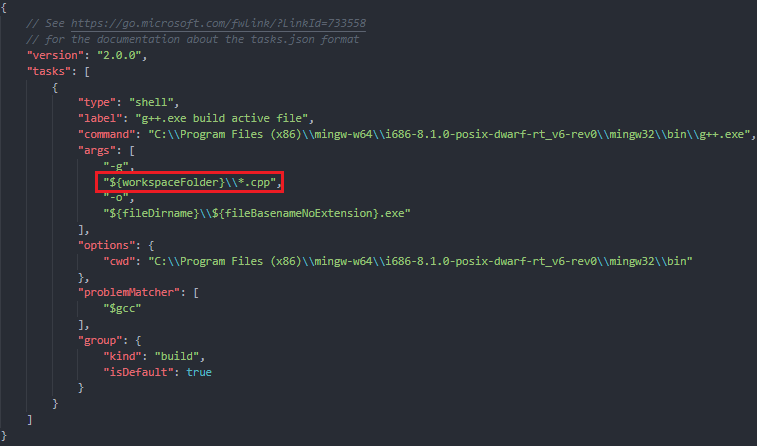 {
// See https://go.microsoft.com/fwLink/?LinkId=733558
// for the documentation about the tasks.json format
"version": "2.0.0",
"tasks": [
{
"type": "shell",
"label": "g++.exe build active file",
"command": "C:\\Program Files (x86)\\mingw-w64\\i686-8.1.0-posix-dwarf-rt_v6-rev0\\mingw32\\bin\\g++.exe",
"args": [
"-g",
"${workspaceFolder}\\*.cpp",
"-o",
"${fileDirname}\\${fileBasenameNoExtension}.exe"
],
"options": {
"cwd": "C:\\Program Files (x86)\\mingw-w64\\i686-8.1.0-posix-dwarf-rt_v6-rev0\\mingw32\\bin"
},
"problemMatcher": [
"$gcc"
],
"group": {
"kind": "build",
"isDefault": true
}
}
]
}